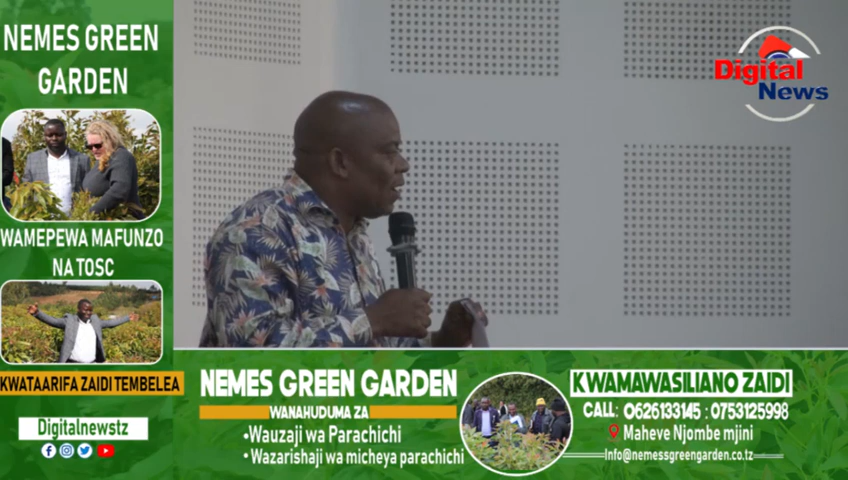 NEMES GREEN
GARDEN
WAMEPEWA MAFUNZO
NA TOSC
KWATAARIFA ZAIDI TEMBELEA
Digitalnewstz
Digital
News
NEMES GREEN GARDEN
WANAHUDUMA ZA
•Wauzaji wa Parachichi
•Wazarishaji wa micheya parachichi
KWAMAWASILIANO ZAIDI
CALL: 0626133145 : 0753125998
Maheve Njombe mjini
Info@nemessgreengarden.co.tz